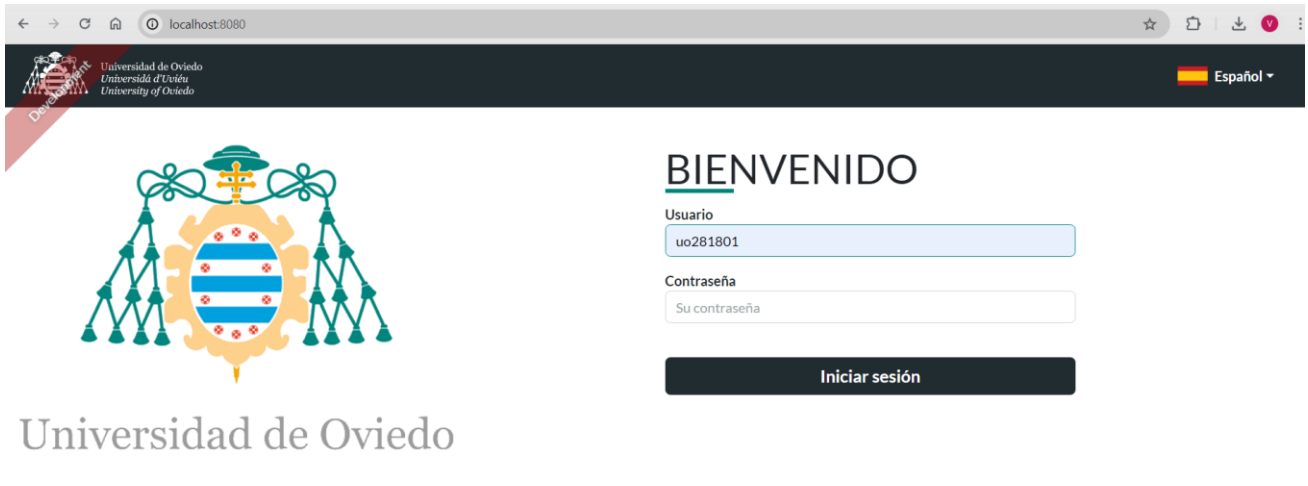 localhost:8080
V
Universidad de Oviedo
Universidá d'Uviéu
University of Oviedo
Development
Español
BIENVENIDO
Usuario
uo281801
Contraseña
Su contraseña
Iniciar sesión
Universidad de Oviedo